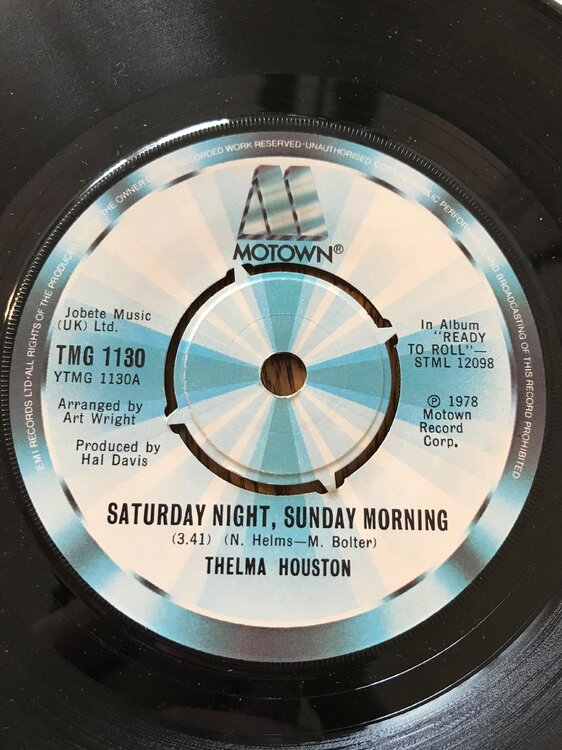 EMI RECORDS LTD·ALL RIGHTS OF THE PRODUCER
THE OWNER OF THE RECORDED WORK RESERVED·UNAUTHORISED
PUBLIC PERFORMANCE AND BROADCASTING OF THIS RECORD PROHIBITED
MOTOWN®
Jobete Music
(UK) Ltd.
TMG 1130
YTMG 1130A
Arranged by
Art Wright
Produced by
Hal Davis
In Album
"READY
TO ROLL"—
STML 12098
℗ 1978
Motown
Record
Corp.
SATURDAY NIGHT, SUNDAY MORNING
(3.41) (N. Helms—M. Bolter)
THELMA HOUSTON